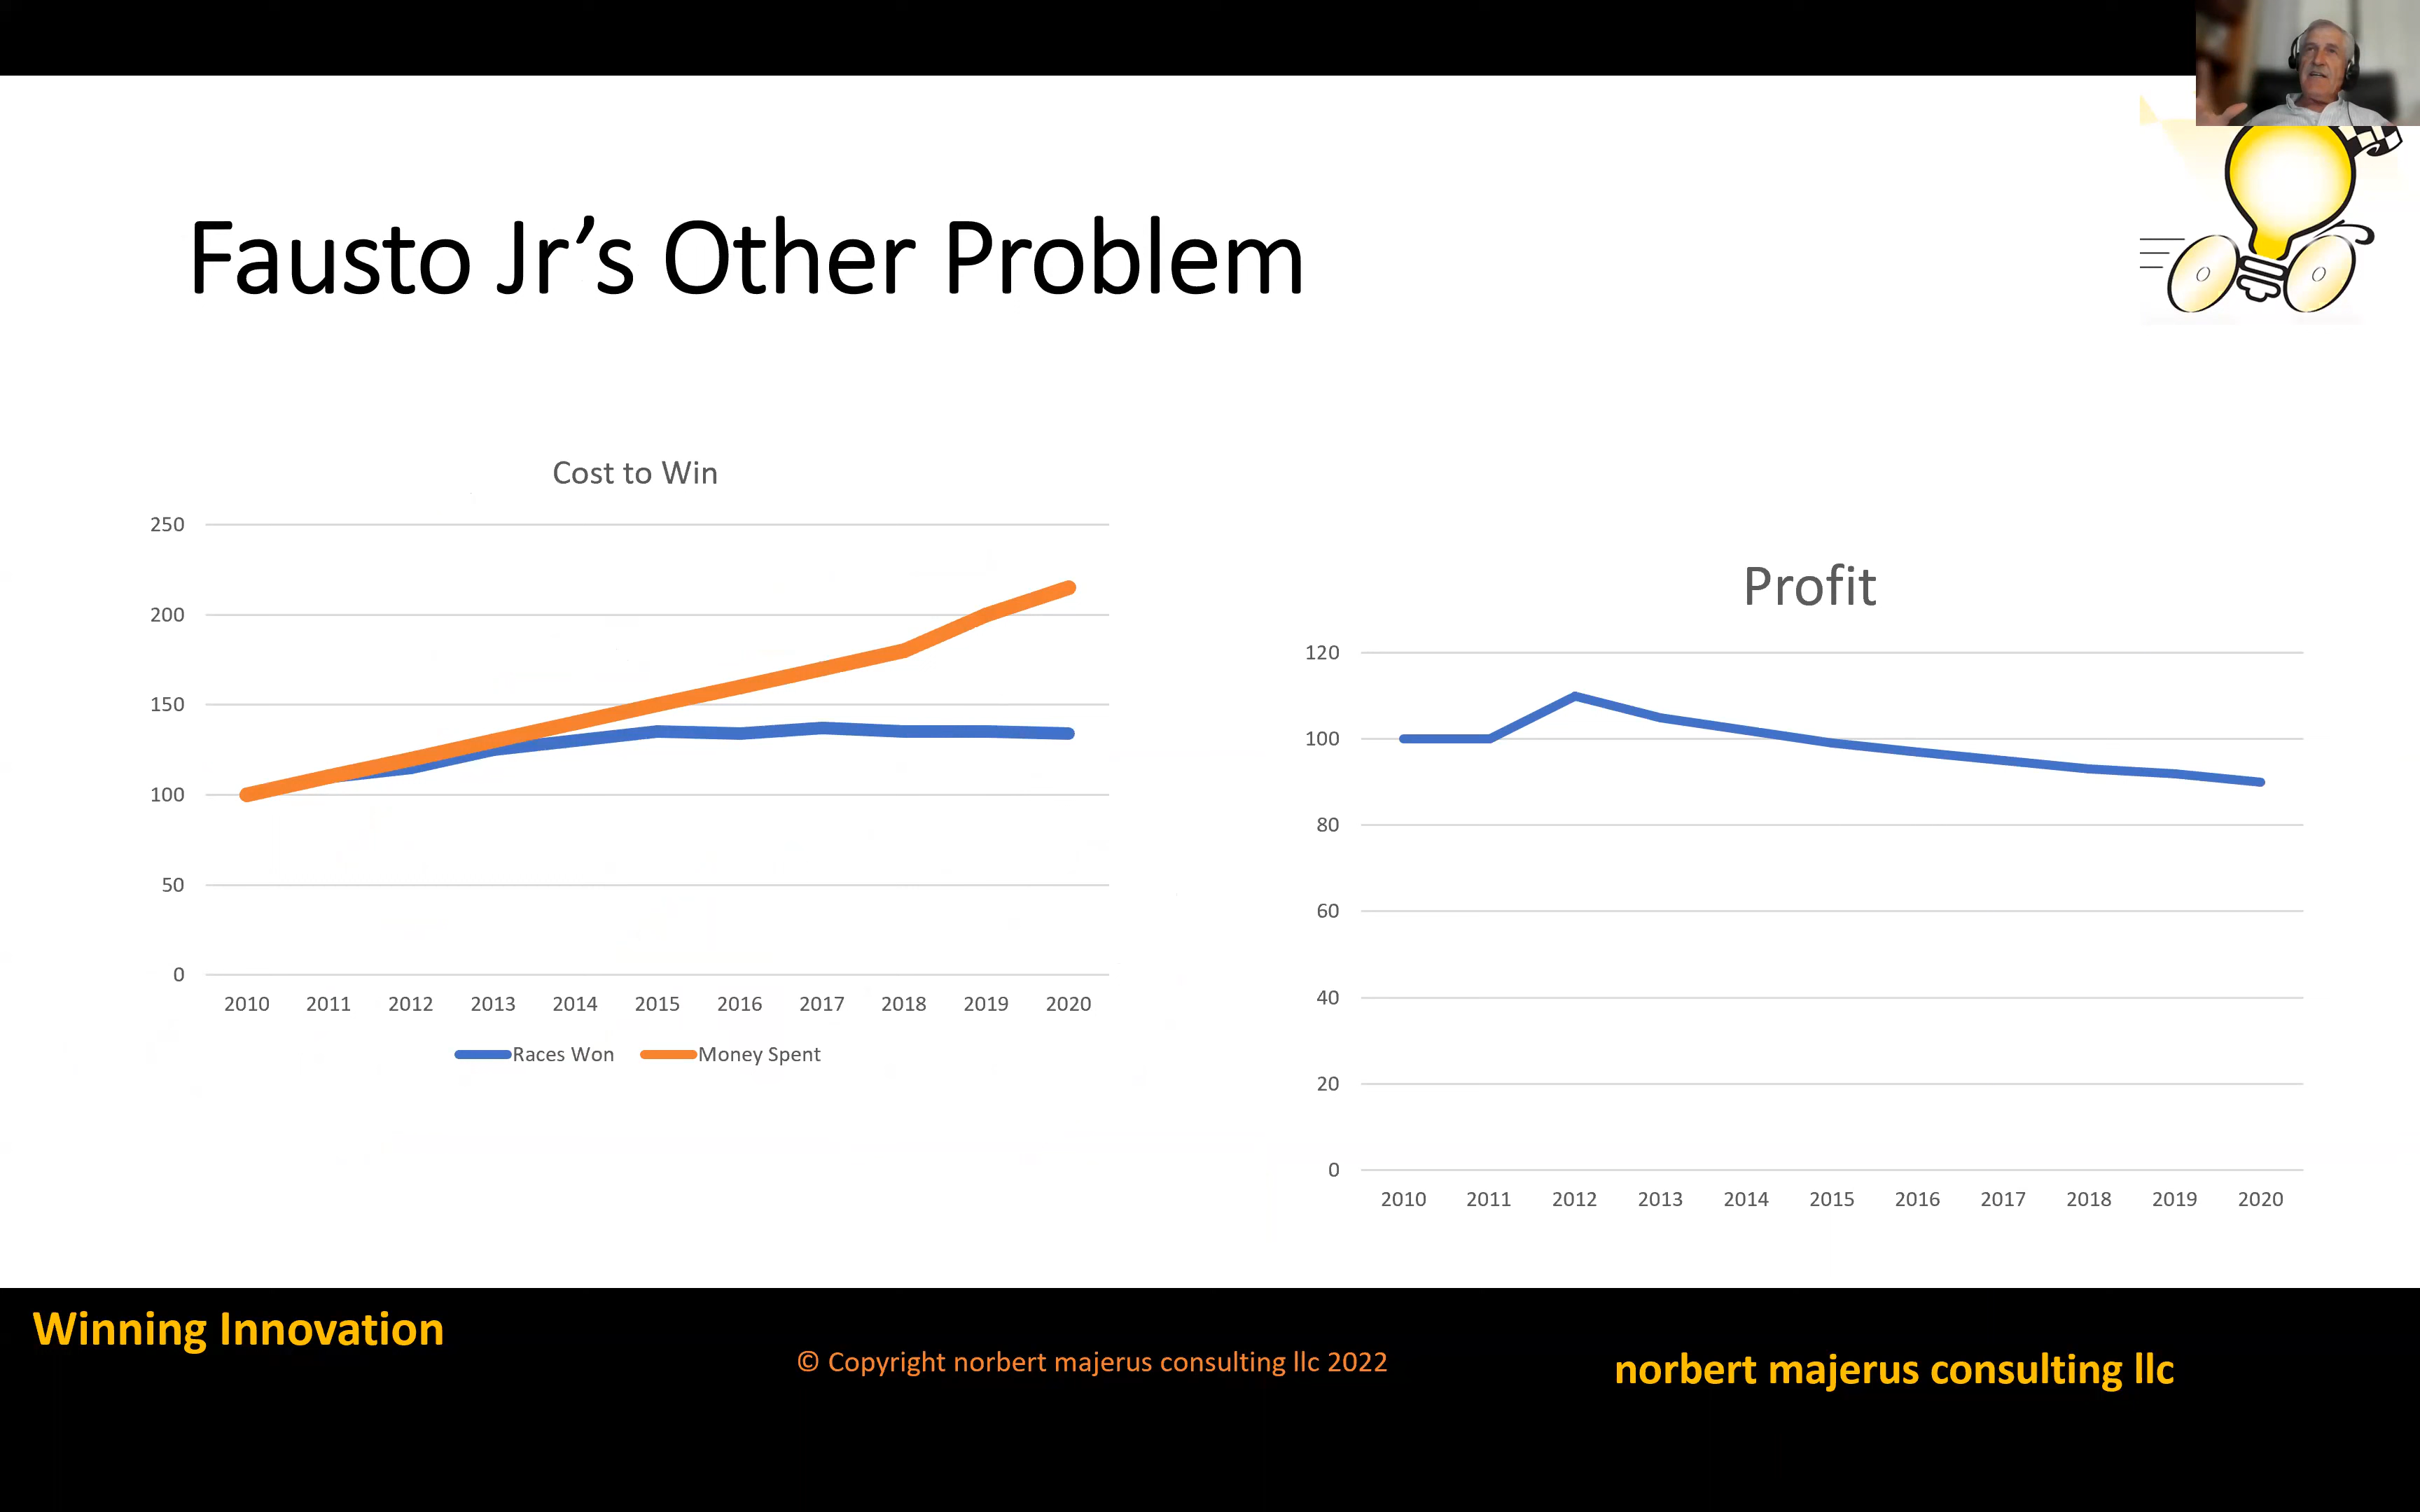 Fausto Jr’s Other Problem
Cost to Win
250
200
150
100
50
0
2010 2011 2012 2013 2014 2015 2016 2017 2018 2019 2020
Races Won Money Spent
Profit
120
100
80
60
40
20
0
2010 2011 2012 2013 2014 2015 2016 2017 2018 2019 2020
Winning Innovation
© Copyright norbert majerus consulting llc 2022
norbert majerus consulting llc